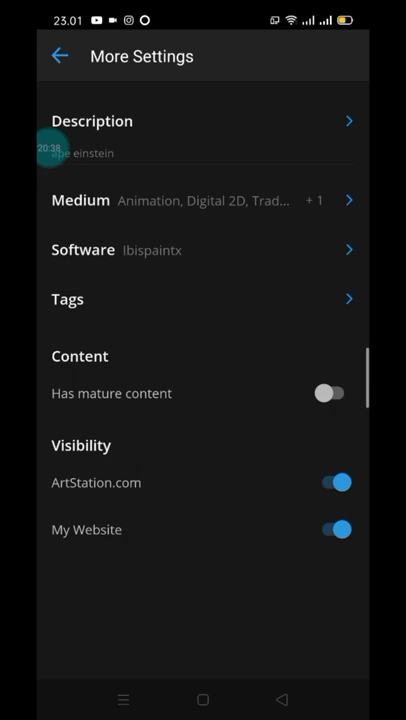 23.01
More Settings
Description
20:38
ape einstein
Medium Animation, Digital 2D, Trad... + 1
Software Ibispaintx
Tags
Content
Has mature content
Visibility
ArtStation.com
My Website